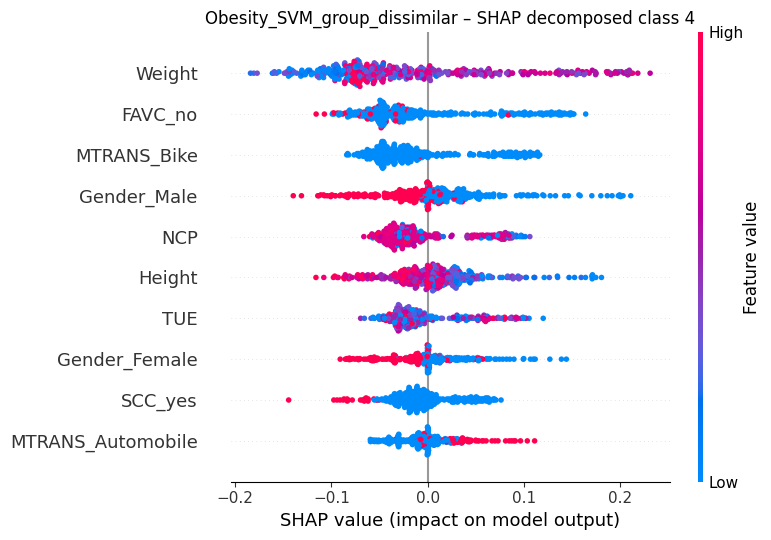 Obesity_SVM_group_dissimilar – SHAP decomposed class 4
High
Weight
FAVC_no
MTRANS_Bike
Gender_Male
NCP
Height
TUE
Gender_Female
SCC_yes
MTRANS_Automobile
Feature value
Low
−0.2 −0.1 0.0 0.1 0.2
SHAP value (impact on model output)